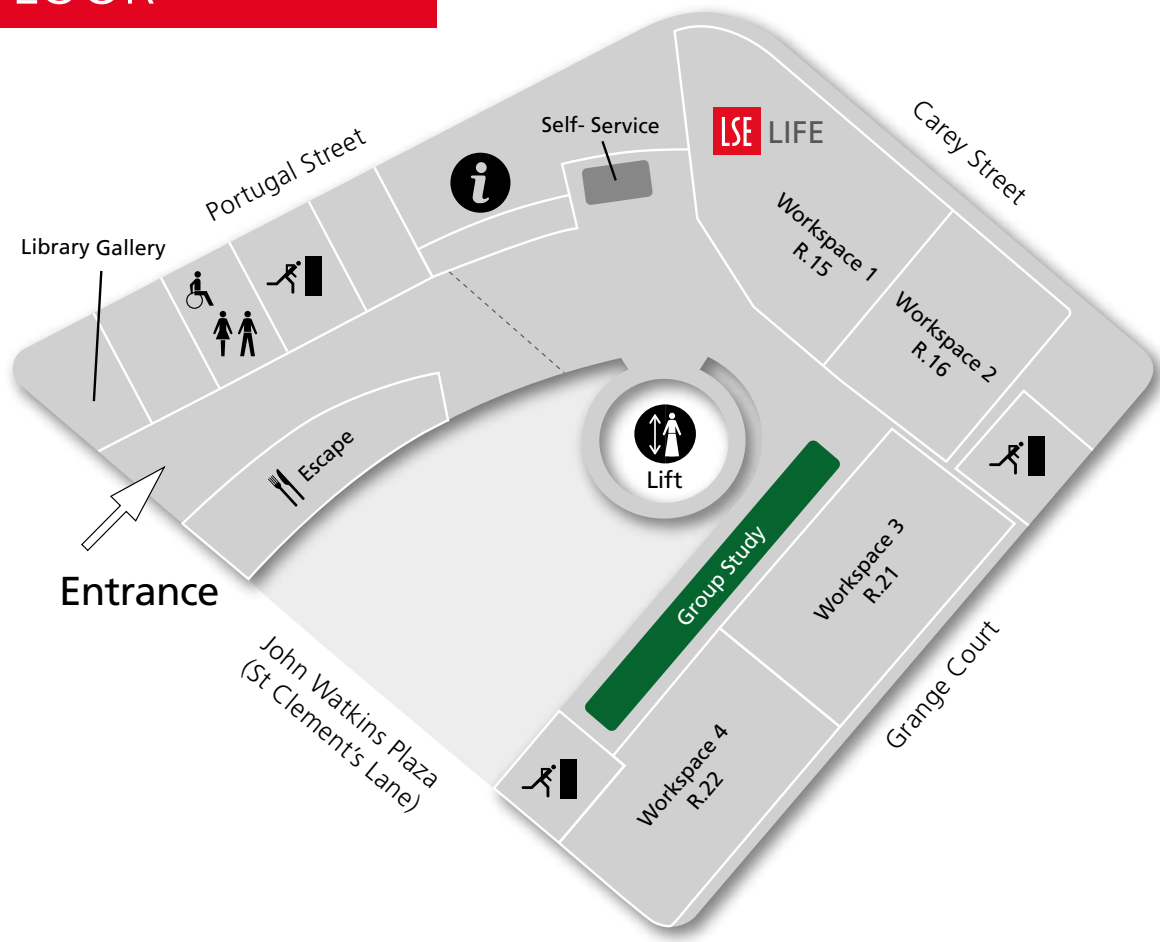 Portugal Street
Self- Service
LSE LIFE
Carey Street
Library Gallery
i
Workspace 1
R.15
Workspace 2
R.16
Escape
Lift
Entrance
Group Study
Workspace 3
R.21
John Watkins Plaza
(St Clement's Lane)
Workspace 4
R.22
Grange Court